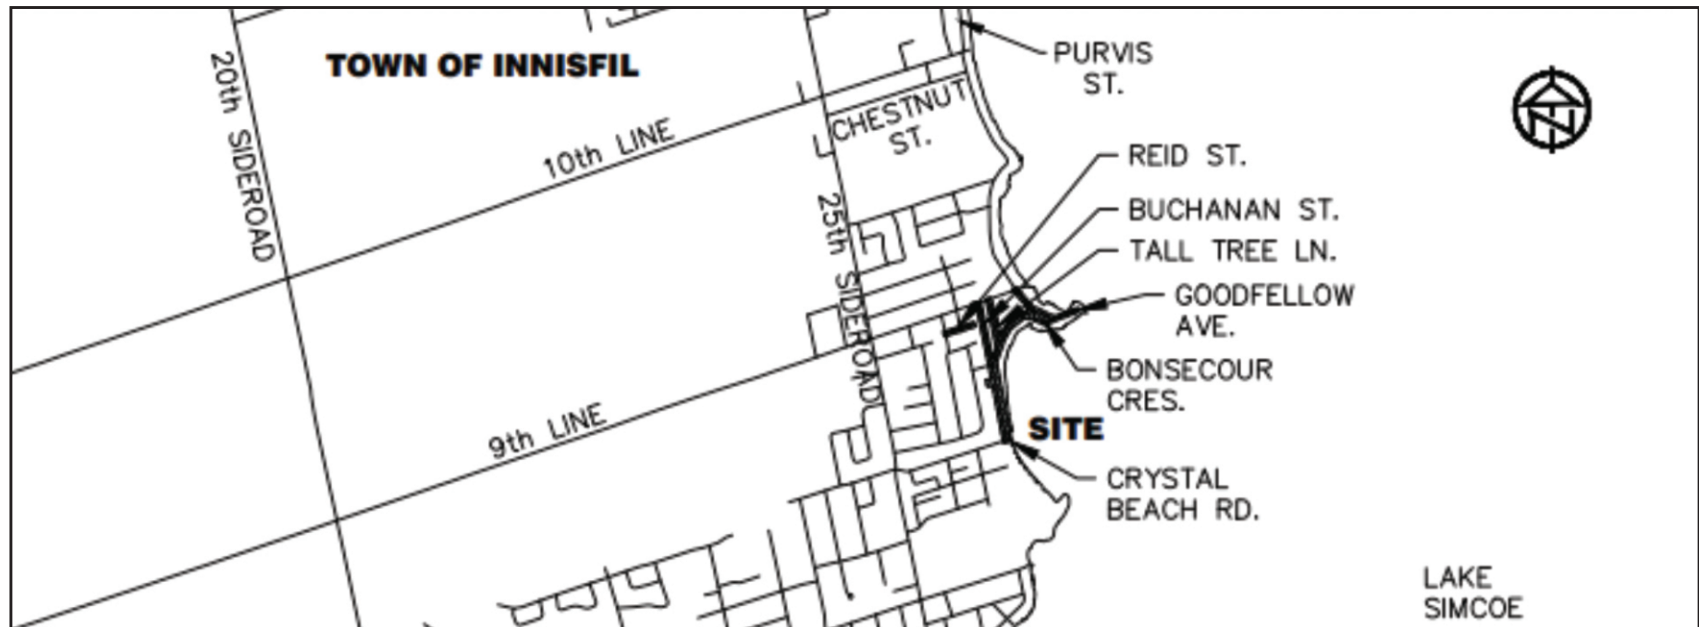 TOWN OF INNISFIL
20th SIDEROAD
10th LINE
PURVIS
ST.
CHESTNUT
ST.
N
REID ST.
BUCHANAN ST.
TALL TREE LN.
25th SIDEROAD
GOODFELLOW
AVE.
BONSECOUR
CRES.
9th LINE
SITE
CRYSTAL
BEACH RD.
LAKE
SIMCOE